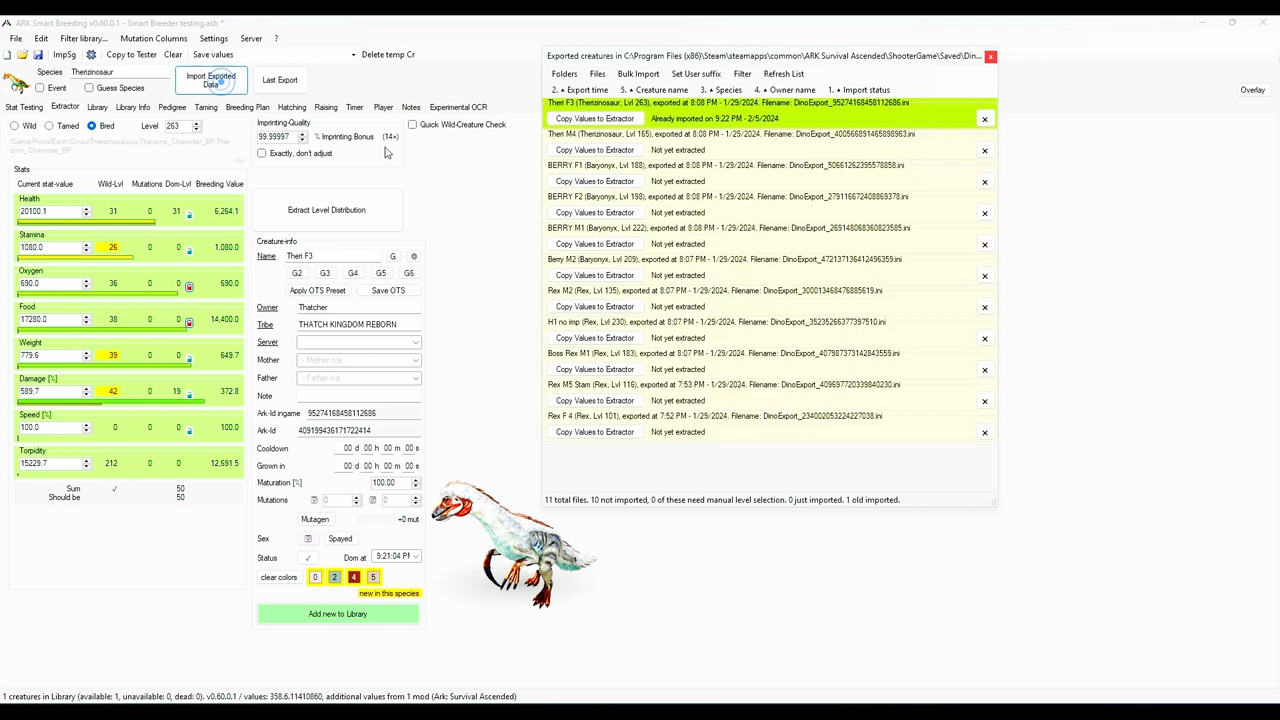 ARK Smart Breeding v0.60.0.1 - Smart Breeder testing.asb *
File Edit Filter library... Mutation Columns Settings Server ?
ImpSg Copy to Tester Clear Save values Delete temp Cr
Species Therizinosaur
Event Guess Species
Import Exported Data
Last Export
Overlay
Stat Testing Extractor Library Library Info Pedigree Taming Breeding Plan Hatching Raising Timer Player Notes Experimental OCR
Wild Tamed Bred Level 263
/Game/PrimalEarth/Dinos/Therizinosaurus/Therizino_Character_BP.Therizino_Character_BP
Stats
Current stat-value Wild-Lvl Mutations Dom-Lvl Breeding Value
Health
20100.1 31 0 31 6,264.1
Stamina
1080.0 26 0 0 1,080.0
Oxygen
690.0 36 0 0 690.0
Food
17280.0 38 0 0 14,400.0
Weight
779.6 39 0 0 649.7
Damage [%]
589.7 42 0 19 372.8
Speed [%]
100.0 0 0 0 100.0
Torpidity
15229.7 212 0 0 12,691.5
Sum ✓ 50
Should be 50
Imprinting-Quality
99.99997 % Imprinting Bonus (14×)
Exactly, don't adjust
Quick Wild-Creature Check
Extract Level Distribution
Creature-info
Name Theri F3 G
G2 G3 G4 G5 G6
Apply OTS Preset Save OTS
Owner Thatcher
Tribe THATCH KINGDOM REBORN
Server
Mother - Mother n/a
Father - Father n/a
Note
Ark-Id ingame 95274168458112686
Ark-Id 409199436171722414
Cooldown 00 d 00 h 00 m 00 s
Grown in 00 d 00 h 00 m 00 s
Maturation [%] 100.00
Mutations 0 0
Mutagen +0 mut
Sex Spayed
Status ✓ Dom at 9:21:04 PM
clear colors 0 2 4 5
new in this species
Add new to Library
Exported creatures in C:\Program Files (x86)\Steam\steamapps\common\ARK Survival Ascended\ShooterGame\Saved\Din... x
Folders Files Bulk Import Set User suffix Filter Refresh List
2. ▲ Export time 5. ▲ Creature name 3. ▲ Species 4. ▲ Owner name 1. ▲ Import status
Theri F3 (Therizinosaur, Lvl 263), exported at 8:08 PM - 1/29/2024. Filename: DinoExport_95274168458112686.ini
Copy Values to Extractor Already imported on 9:22 PM - 2/5/2024 ×
Theri M4 (Therizinosaur, Lvl 165), exported at 8:08 PM - 1/29/2024. Filename: DinoExport_400566891465898963.ini
Copy Values to Extractor Not yet extracted ×
BERRY F1 (Baryonyx, Lvl 188), exported at 8:08 PM - 1/29/2024. Filename: DinoExport_50661262395578858.ini
Copy Values to Extractor Not yet extracted ×
BERRY F2 (Baryonyx, Lvl 198), exported at 8:08 PM - 1/29/2024. Filename: DinoExport_279116672408869378.ini
Copy Values to Extractor Not yet extracted ×
BERRY M1 (Baryonyx, Lvl 222), exported at 8:08 PM - 1/29/2024. Filename: DinoExport_269148068360823585.ini
Copy Values to Extractor Not yet extracted ×
Berry M2 (Baryonyx, Lvl 209), exported at 8:08 PM - 1/29/2024. Filename: DinoExport_472137136412496359.ini
Copy Values to Extractor Not yet extracted ×
Rex M2 (Rex, Lvl 135), exported at 8:07 PM - 1/29/2024. Filename: DinoExport_300013468476885619.ini
Copy Values to Extractor Not yet extracted ×
H1 no imp (Rex, Lvl 230), exported at 8:07 PM - 1/29/2024. Filename: DinoExport_35235266377397510.ini
Copy Values to Extractor Not yet extracted ×
Boss Rex M1 (Rex, Lvl 183), exported at 8:07 PM - 1/29/2024. Filename: DinoExport_407987373142843559.ini
Copy Values to Extractor Not yet extracted ×
Rex M5 Stam (Rex, Lvl 116), exported at 7:53 PM - 1/29/2024. Filename: DinoExport_409697720339840230.ini
Copy Values to Extractor Not yet extracted ×
Rex F 4 (Rex, Lvl 101), exported at 7:52 PM - 1/29/2024. Filename: DinoExport_234002053224227038.ini
Copy Values to Extractor Not yet extracted ×
11 total files. 10 not imported, 0 of these need manual level selection. 0 just imported. 1 old imported.
1 creatures in Library (available: 1, unavailable: 0, dead: 0). v0.60.0.1 / values: 358.6.11410860, additional values from 1 mod (Ark: Survival Ascended)